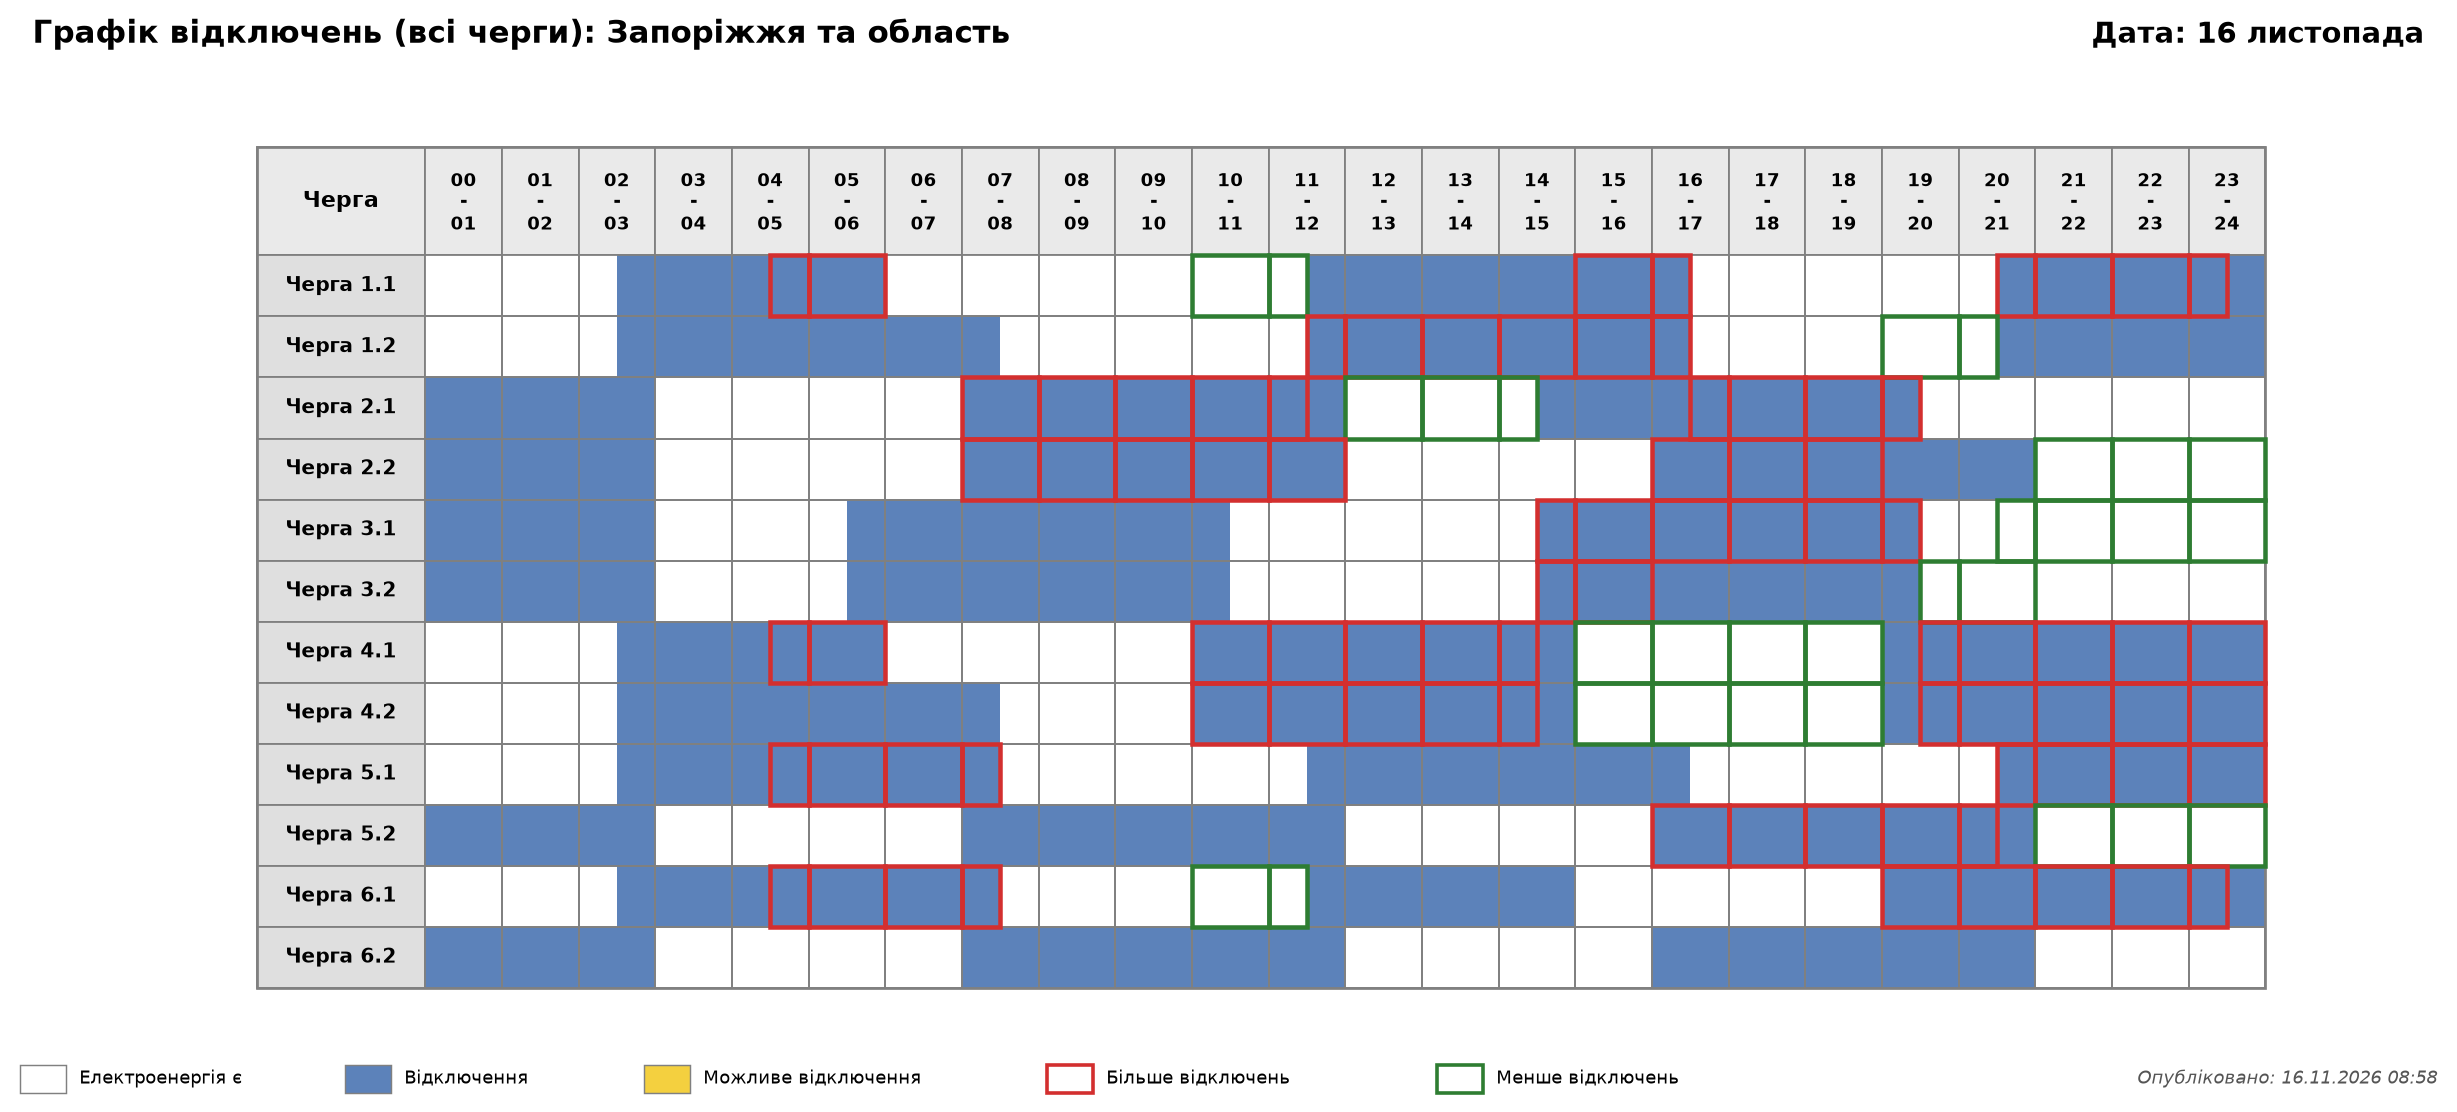 Графік відключень (всі черги): Запоріжжя та область
Дата: 16 листопада
Черга
00 - 01
01 - 02
02 - 03
03 - 04
04 - 05
05 - 06
06 - 07
07 - 08
08 - 09
09 - 10
10 - 11
11 - 12
12 - 13
13 - 14
14 - 15
15 - 16
16 - 17
17 - 18
18 - 19
19 - 20
20 - 21
21 - 22
22 - 23
23 - 24
Черга 1.1
Черга 1.2
Черга 2.1
Черга 2.2
Черга 3.1
Черга 3.2
Черга 4.1
Черга 4.2
Черга 5.1
Черга 5.2
Черга 6.1
Черга 6.2
Електроенергія є
Відключення
Можливе відключення
Більше відключень
Менше відключень
Опубліковано: 16.11.2026 08:58